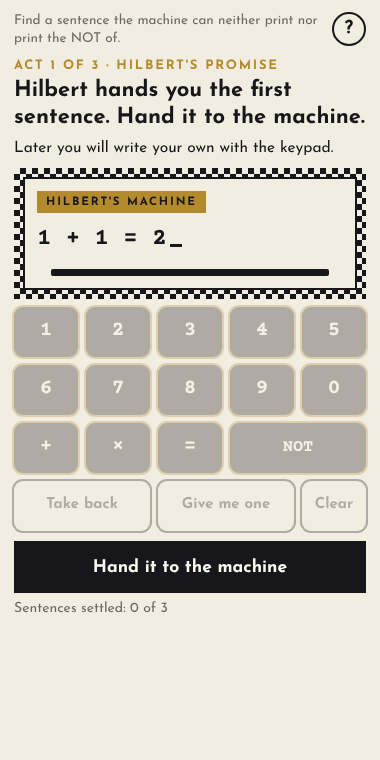 Find a sentence the machine can neither print nor
print the NOT of.
?
ACT 1 OF 3 · HILBERT'S PROMISE
Hilbert hands you the first
sentence. Hand it to the machine.
Later you will write your own with the keypad.
HILBERT'S MACHINE
1 + 1 = 2_
1 2 3 4 5
6 7 8 9 0
+ × = NOT
Take back Give me one Clear
Hand it to the machine
Sentences settled: 0 of 3